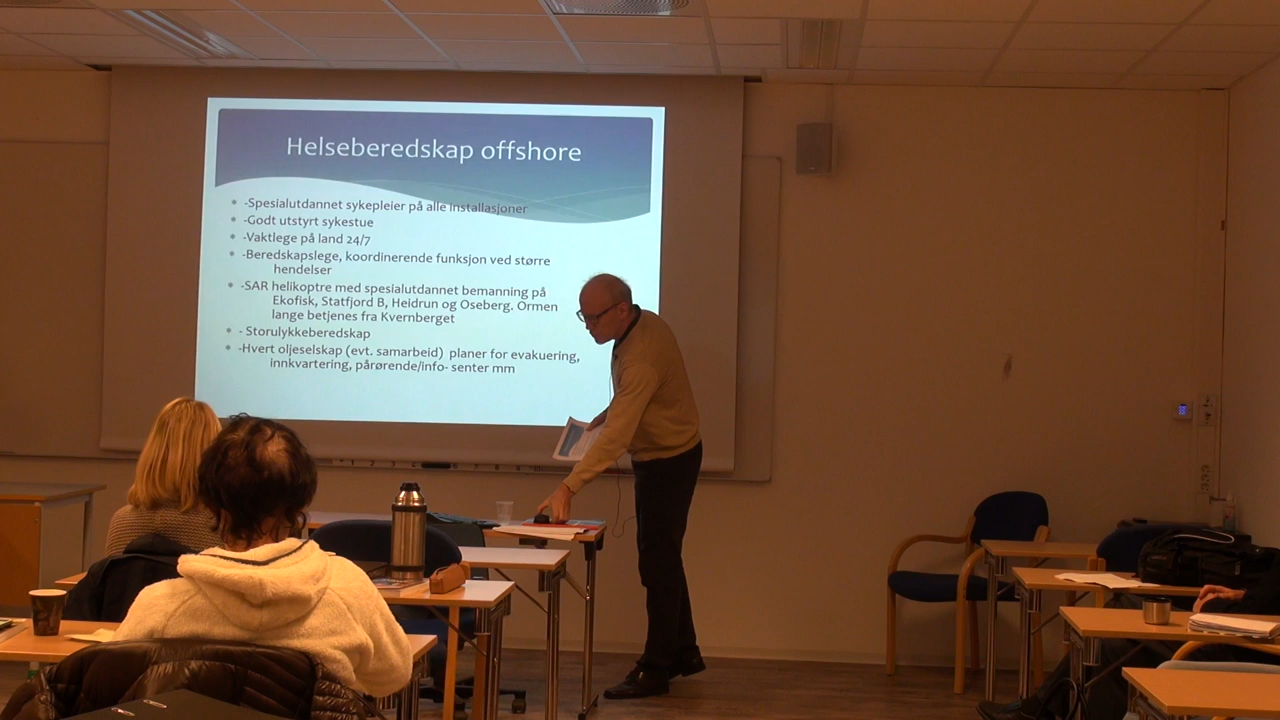 Helseberedskap offshore
-Spesialutdannet sykepleier på alle installasjoner
-Godt utstyrt sykestue
-Vaktlege på land 24/7
-Beredskapslege, koordinerende funksjon ved større
hendelser
-SAR helikoptre med spesialutdannet bemanning på
Ekofisk, Statfjord B, Heidrun og Oseberg. Ormen
lange betjenes fra Kvernberget
- Storulykkeberedskap
-Hvert oljeselskap (evt. samarbeid) planer for evakuering,
innkvartering, pårørende/info- senter mm